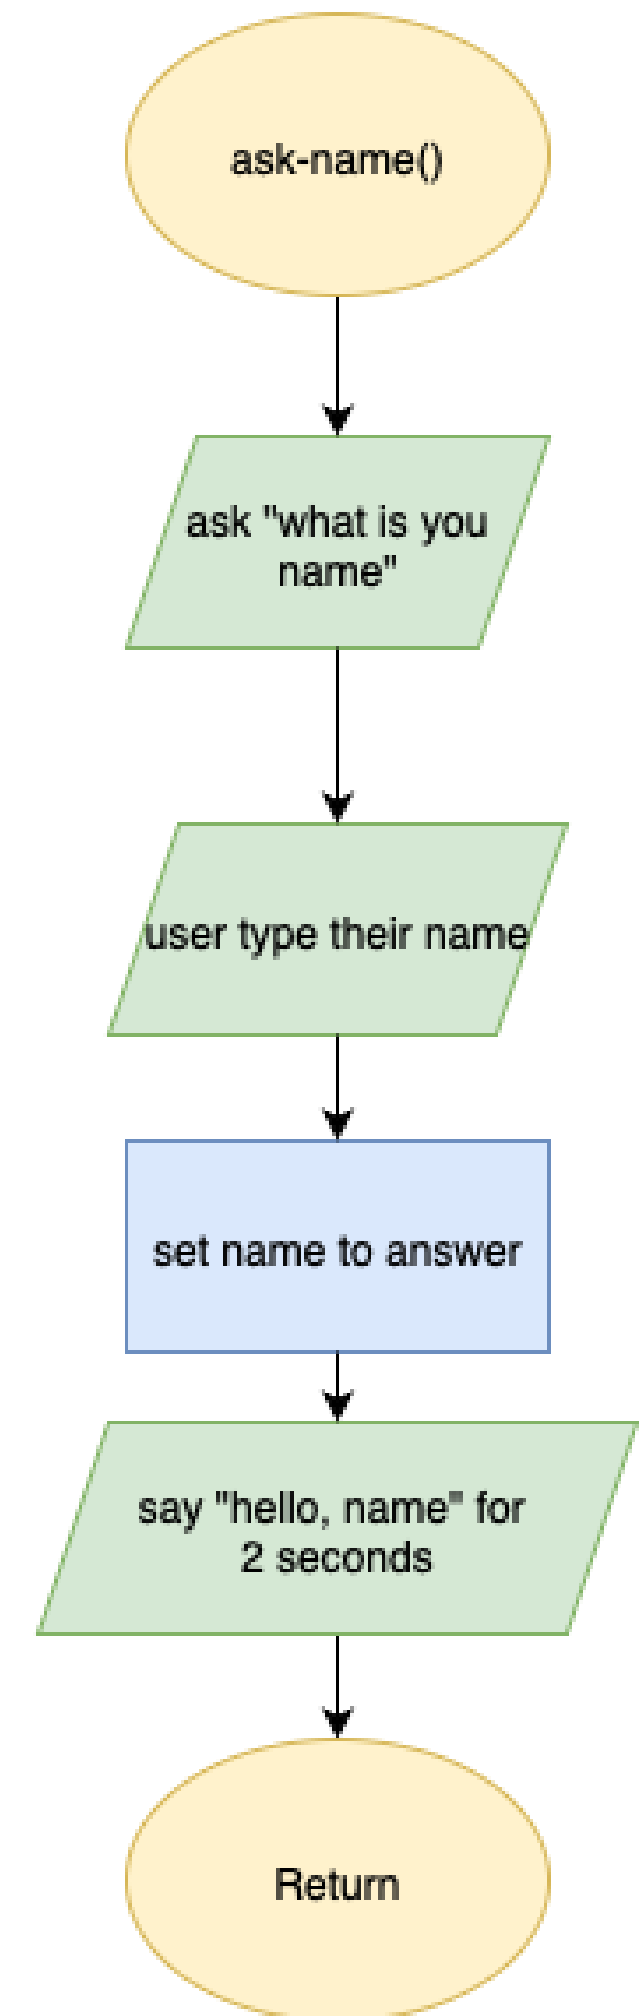 ask-name()
ask "what is you
name"
user type their name
set name to answer
say "hello, name" for
2 seconds
Return